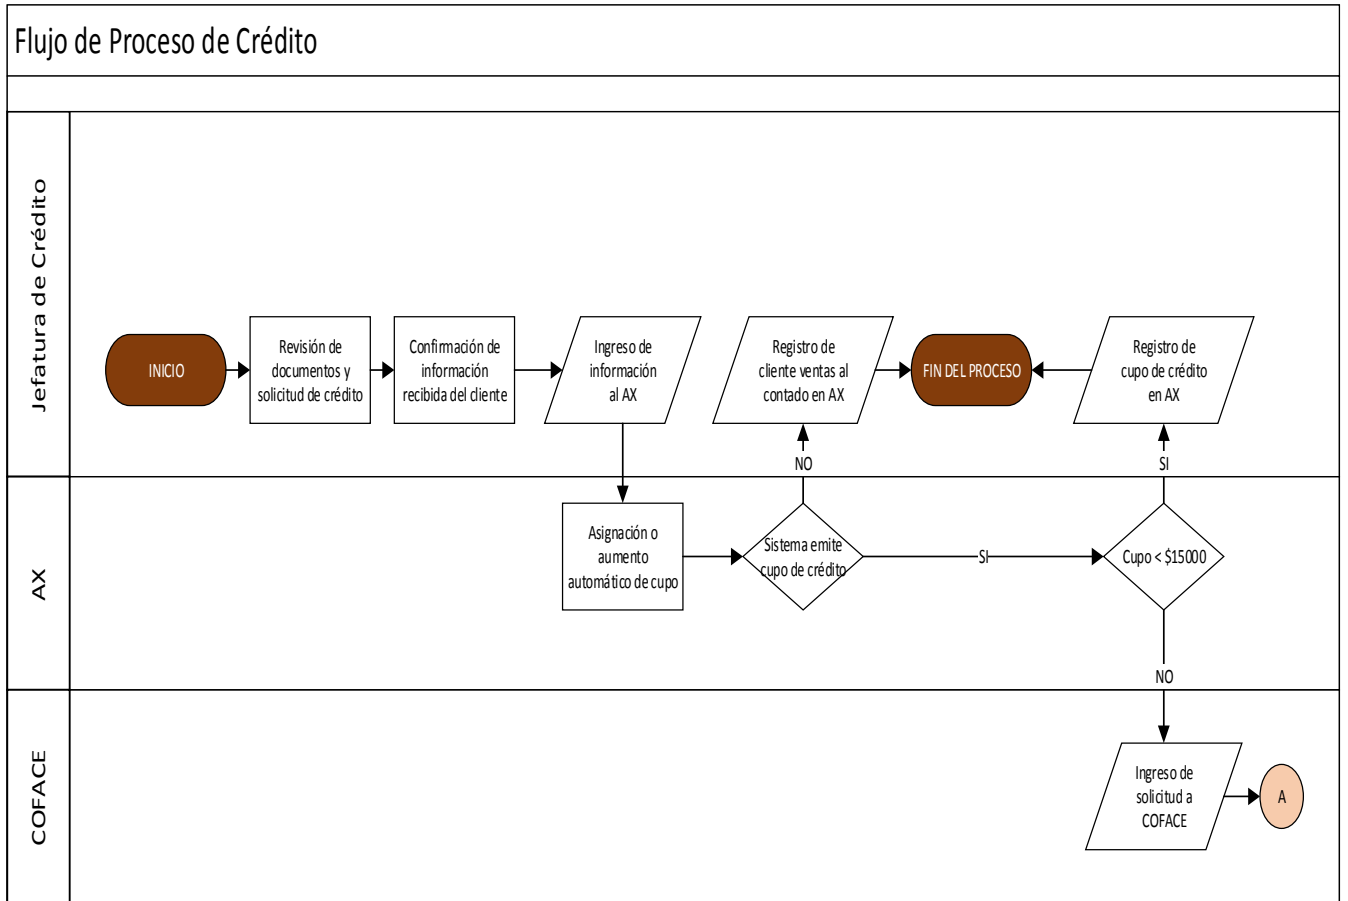 Flujo de Proceso de Crédito
Jefatura de Crédito
INICIO
Revisión de
documentos y
solicitud de crédito
Confirmación de
información
recibida del cliente
Ingreso de
información
al AX
Registro de
cliente ventas al
contado en AX
FIN DEL PROCESO
Registro de
cupo de crédito
en AX
NO
SI
AX
Asignación o
aumento
automático de cupo
Sistema emite
cupo de crédito
SI
Cupo < $15000
NO
COFACE
Ingreso de
solicitud a
COFACE
A